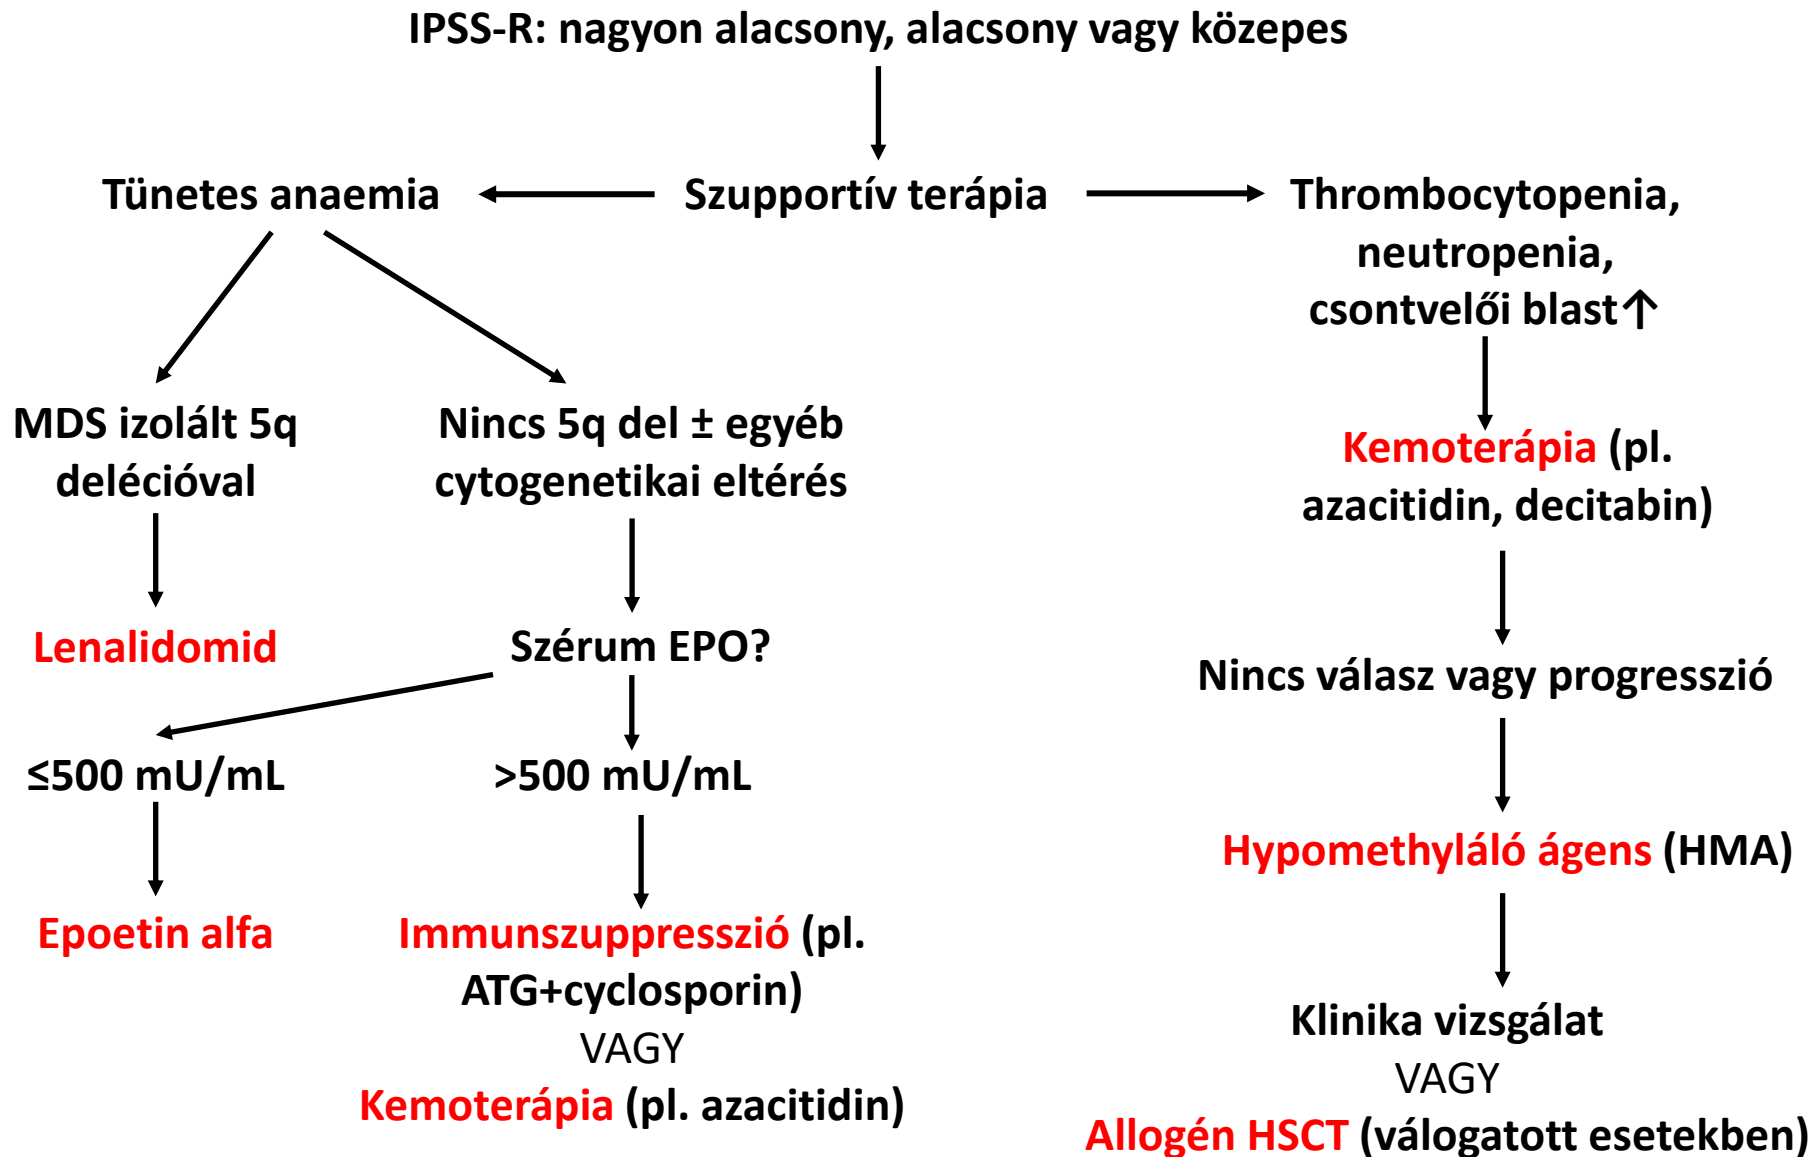 IPSS-R: nagyon alacsony, alacsony vagy közepes
Tünetes anaemia
Szupportív terápia
Thrombocytopenia,
neutropenia,
csontvelői blast↑
MDS izolált 5q
delécióval
Nincs 5q del ± egyéb
cytogenetikai eltérés
Kemoterápia (pl.
azacitidin, decitabin)
Lenalidomid
Szérum EPO?
Nincs válasz vagy progresszió
≤500 mU/mL
>500 mU/mL
Hypomethyláló ágens (HMA)
Epoetin alfa
Immunszuppresszió (pl.
ATG+cyclosporin)
VAGY
Kemoterápia (pl. azacitidin)
Klinika vizsgálat
VAGY
Allogén HSCT (válogatott esetekben)